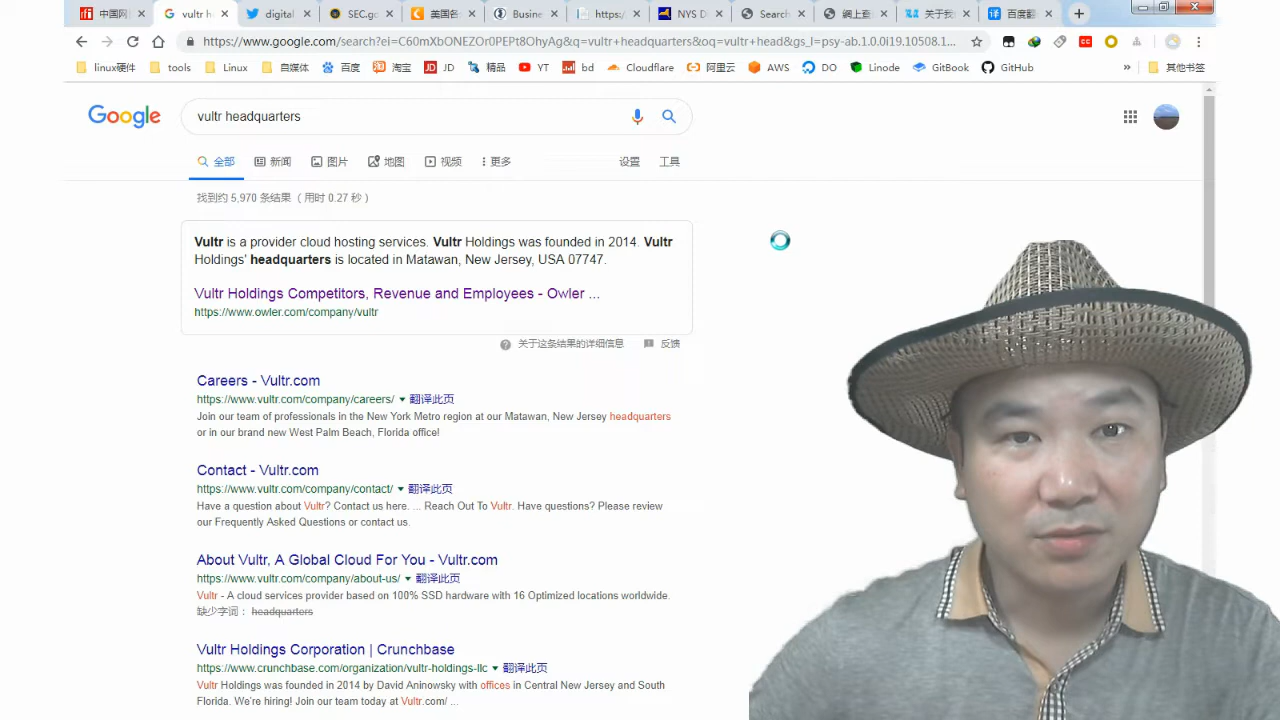 中国网
vultr h
digital
SEC.gc
美国各
Busine
https:/
NYS D
Search
網上查
关于我
百度翻
https://www.google.com/search?ei=C60mXbONEZOr0PEPt8OhyAg&q=vultr+headquarters&oq=vultr+head&gs_l=psy-ab.1.0.0i19.10508.1...
linux硬件 tools Linux 自媒体 百度 淘宝 JD 精品 YT bd Cloudflare 阿里云 AWS DO Linode GitBook GitHub » 其他书签
Google
vultr headquarters
全部 新闻 图片 地图 视频 更多 设置 工具
找到约 5,970 条结果 （用时 0.27 秒）
Vultr is a provider cloud hosting services. Vultr Holdings was founded in 2014. Vultr
Holdings' headquarters is located in Matawan, New Jersey, USA 07747.
Vultr Holdings Competitors, Revenue and Employees - Owler ...
https://www.owler.com/company/vultr
关于这条结果的详细信息 反馈
Careers - Vultr.com
https://www.vultr.com/company/careers/ 翻译此页
Join our team of professionals in the New York Metro region at our Matawan, New Jersey headquarters
or in our brand new West Palm Beach, Florida office!
Contact - Vultr.com
https://www.vultr.com/company/contact/ 翻译此页
Have a question about Vultr? Contact us here. ... Reach Out To Vultr. Have questions? Please review
our Frequently Asked Questions or contact us.
About Vultr, A Global Cloud For You - Vultr.com
https://www.vultr.com/company/about-us/ 翻译此页
Vultr - A cloud services provider based on 100% SSD hardware with 16 Optimized locations worldwide.
缺少字词： headquarters
Vultr Holdings Corporation | Crunchbase
https://www.crunchbase.com/organization/vultr-holdings-llc 翻译此页
Vultr Holdings was founded in 2014 by David Aninowsky with offices in Central New Jersey and South
Florida. We're hiring! Join our team today at Vultr.com/ ...